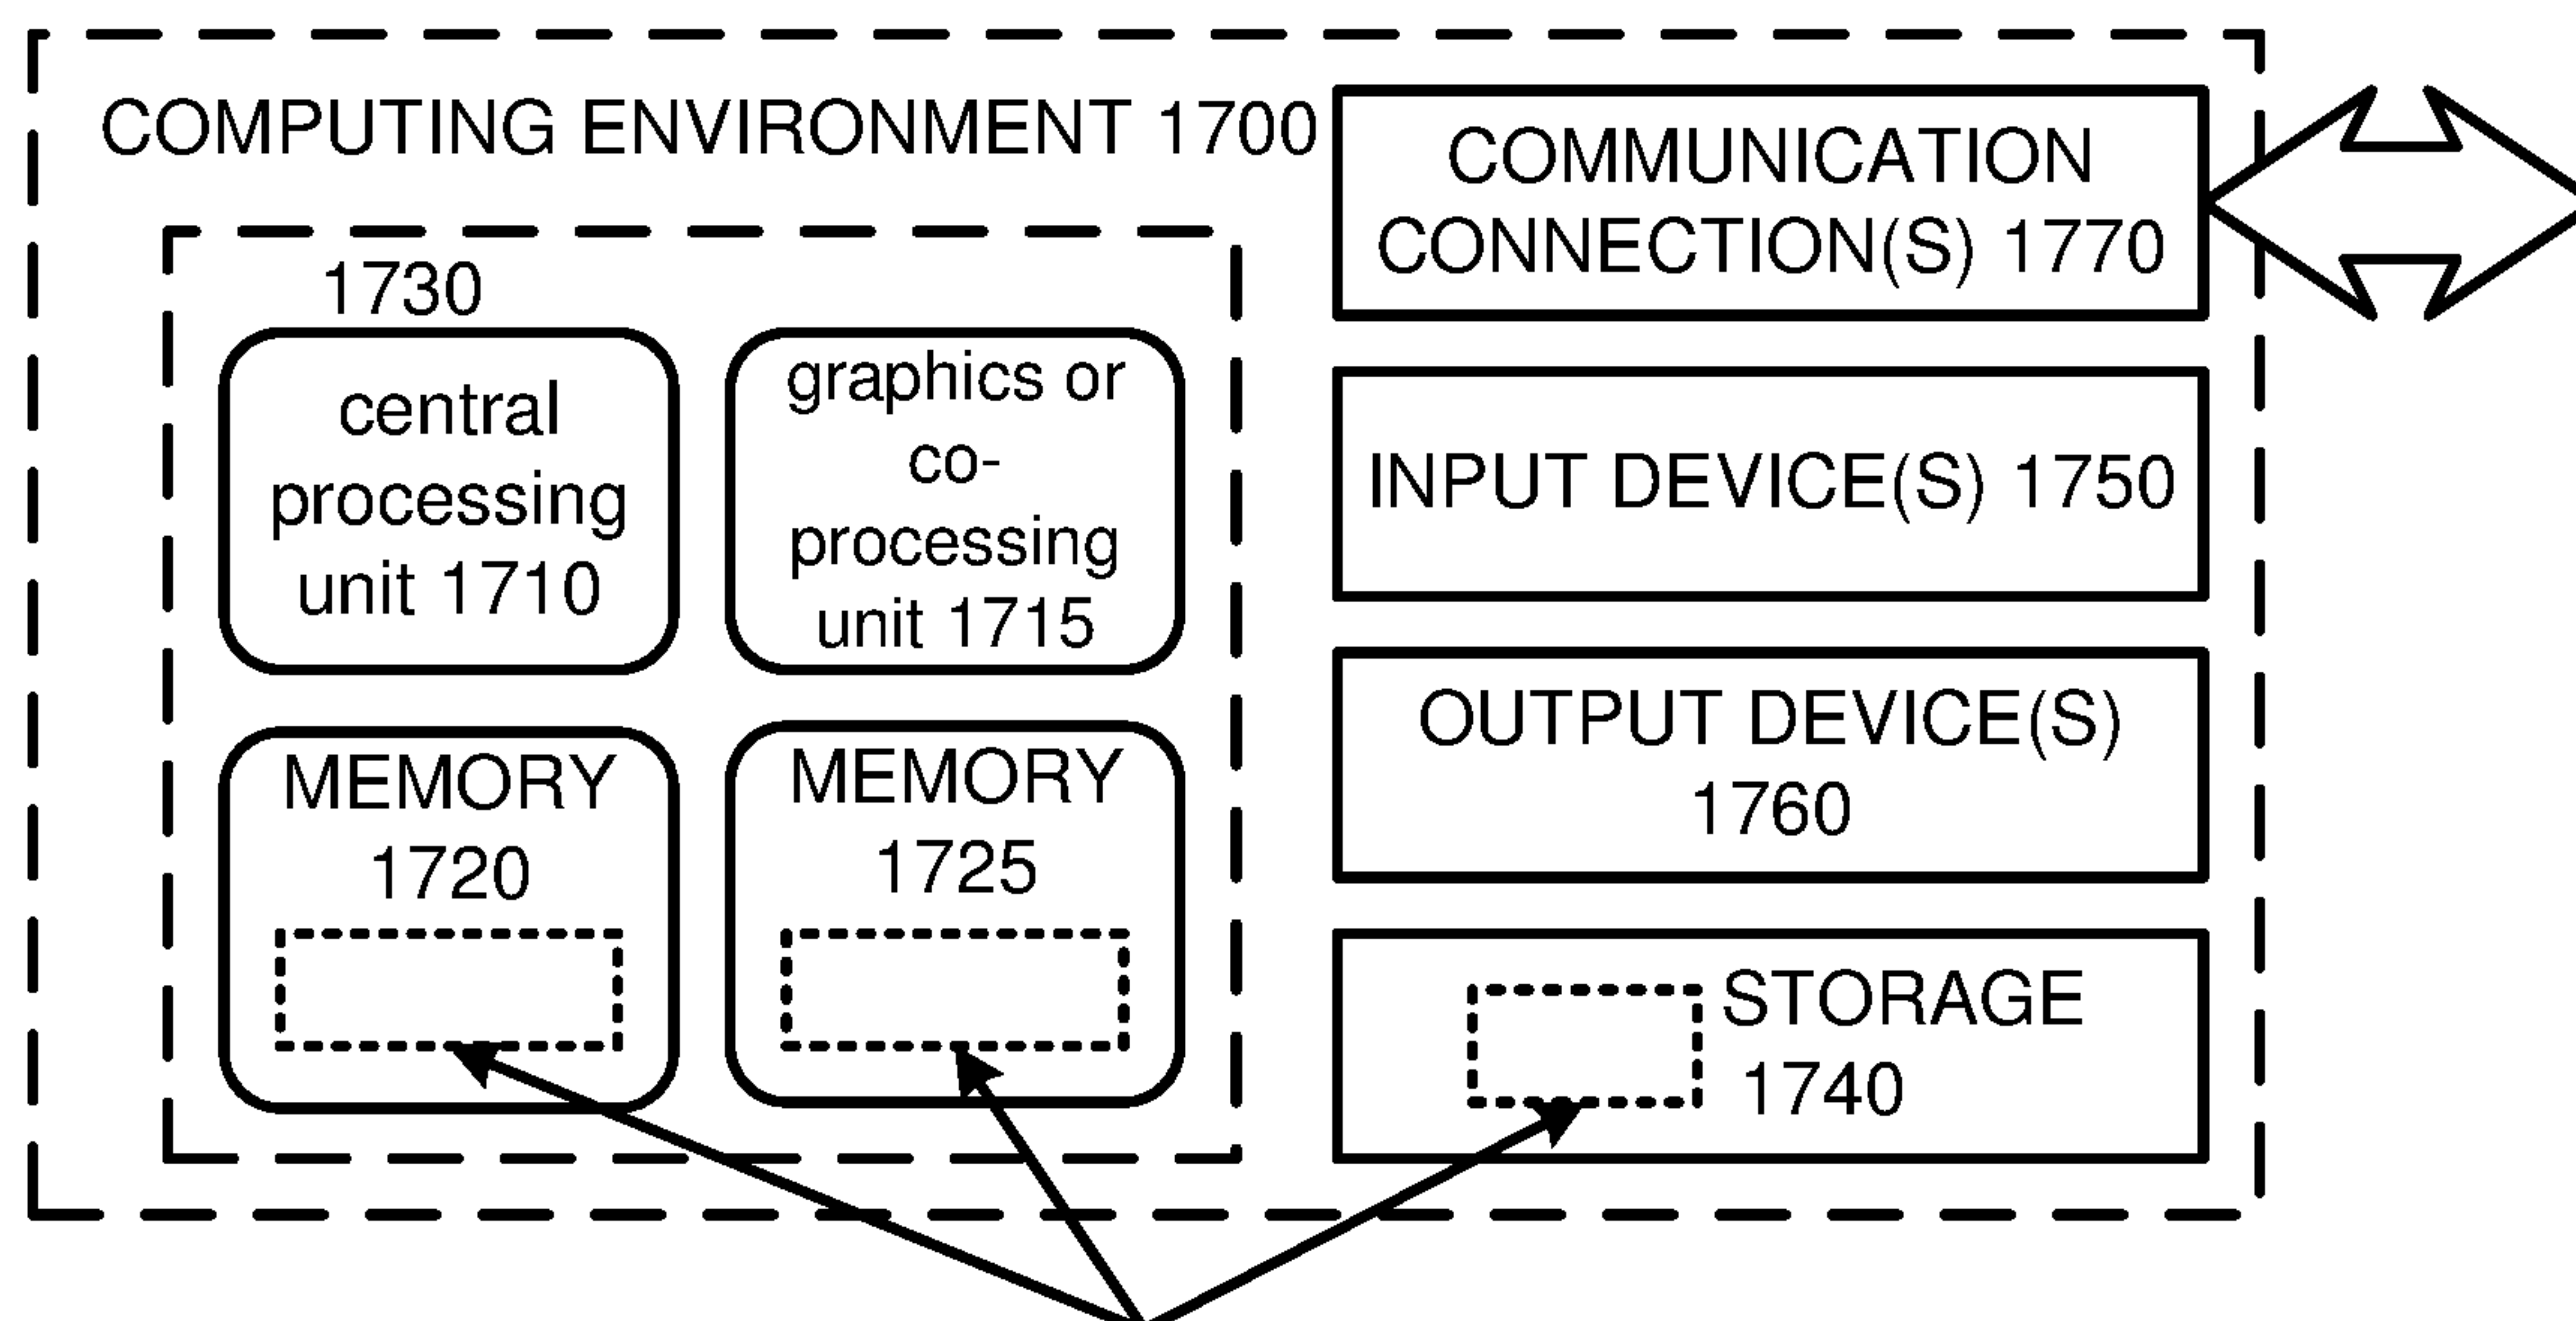 COMPUTING ENVIRONMENT 1700
1730
central
processing
unit 1710
graphics or
co-
processing
unit 1715
MEMORY
1720
MEMORY
1725
COMMUNICATION
CONNECTION(S) 1770
INPUT DEVICE(S) 1750
OUTPUT DEVICE(S)
1760
STORAGE
1740